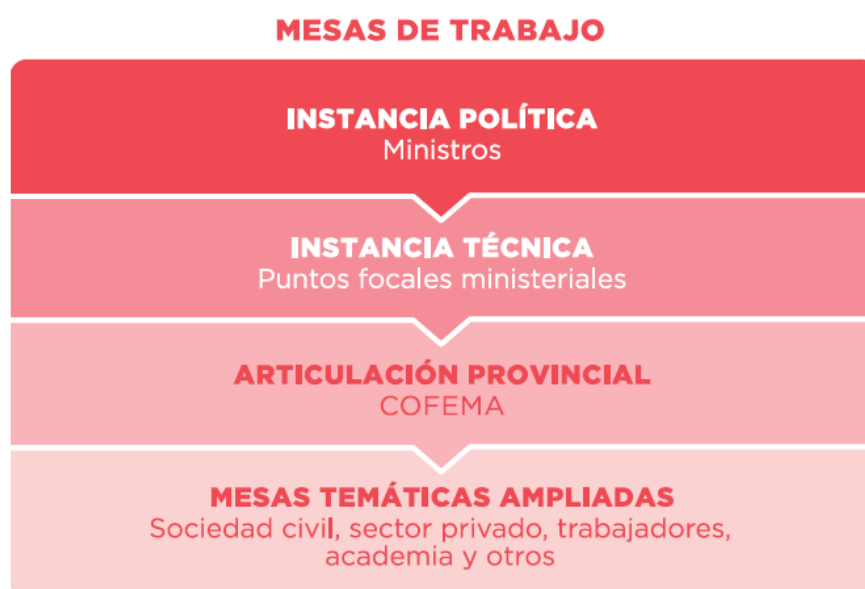 MESAS DE TRABAJO
INSTANCIA POLÍTICA
Ministros
INSTANCIA TÉCNICA
Puntos focales ministeriales
ARTICULACIÓN PROVINCIAL
COFEMA
MESAS TEMÁTICAS AMPLIADAS
Sociedad civil, sector privado, trabajadores,
academia y otros